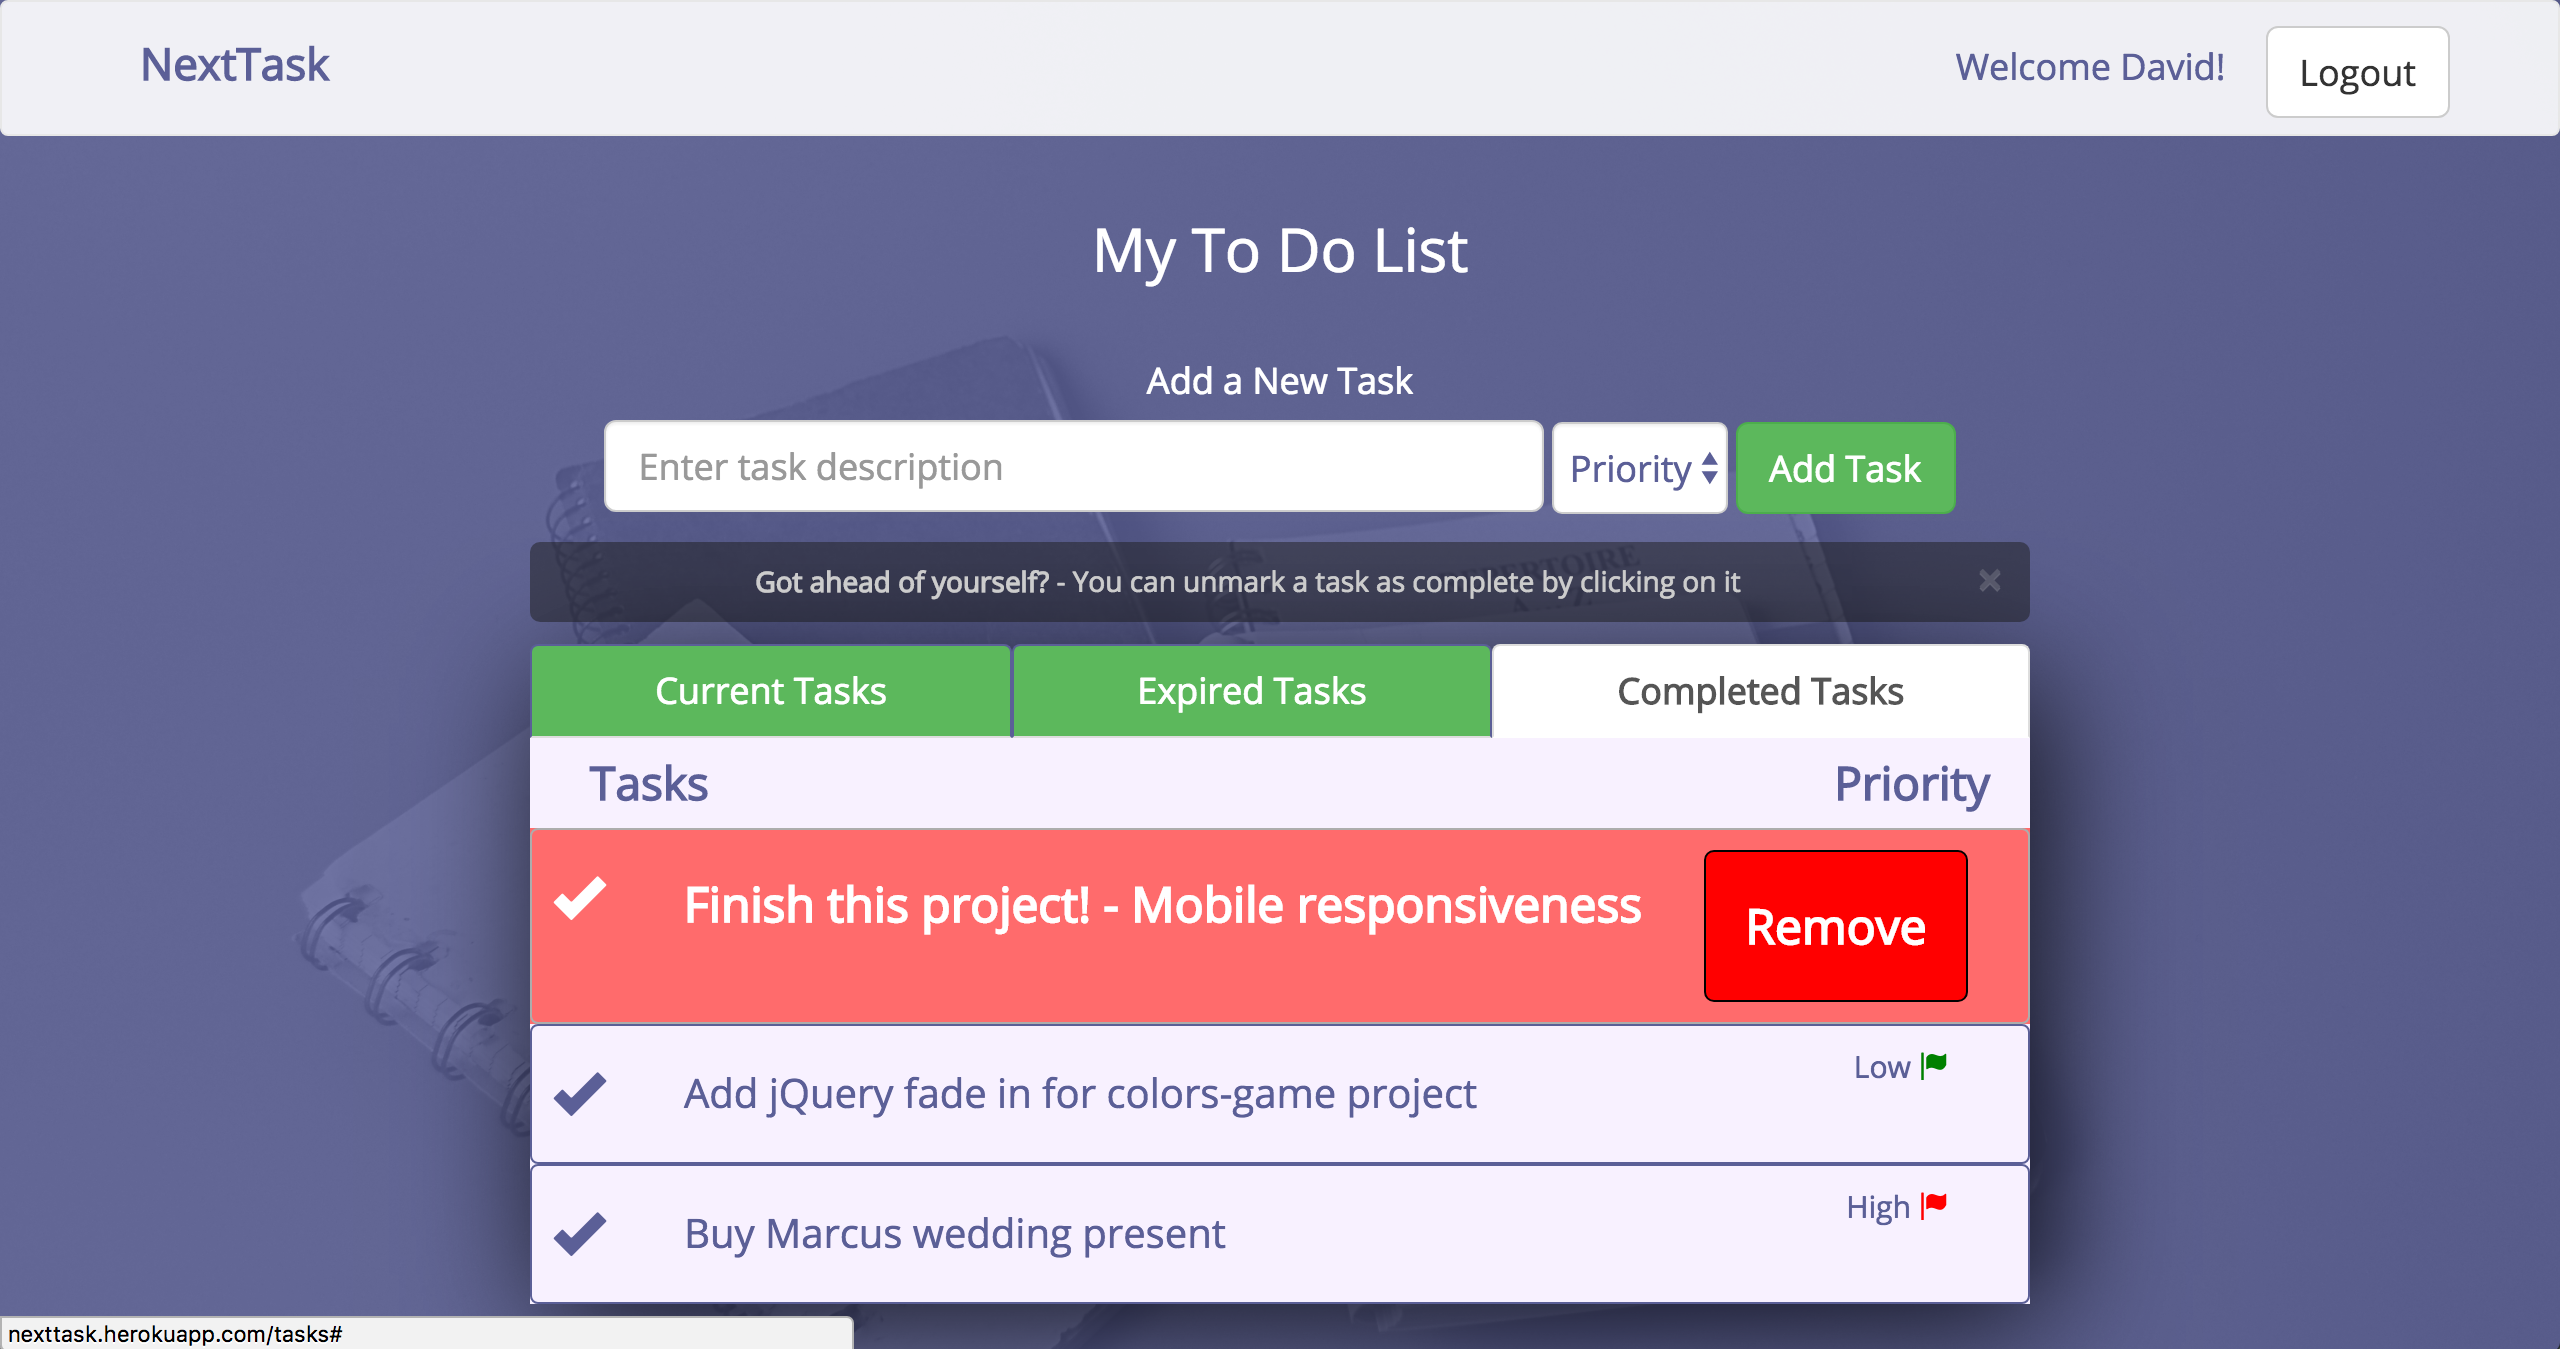 NextTask
Welcome David!
Logout
My To Do List
Add a New Task
Enter task description
Priority
Add Task
Got ahead of yourself? - You can unmark a task as complete by clicking on it
Current Tasks
Expired Tasks
Completed Tasks
Tasks
Priority
Finish this project! - Mobile responsiveness
Remove
Add jQuery fade in for colors-game project
Low
Buy Marcus wedding present
High
nexttask.herokuapp.com/tasks#